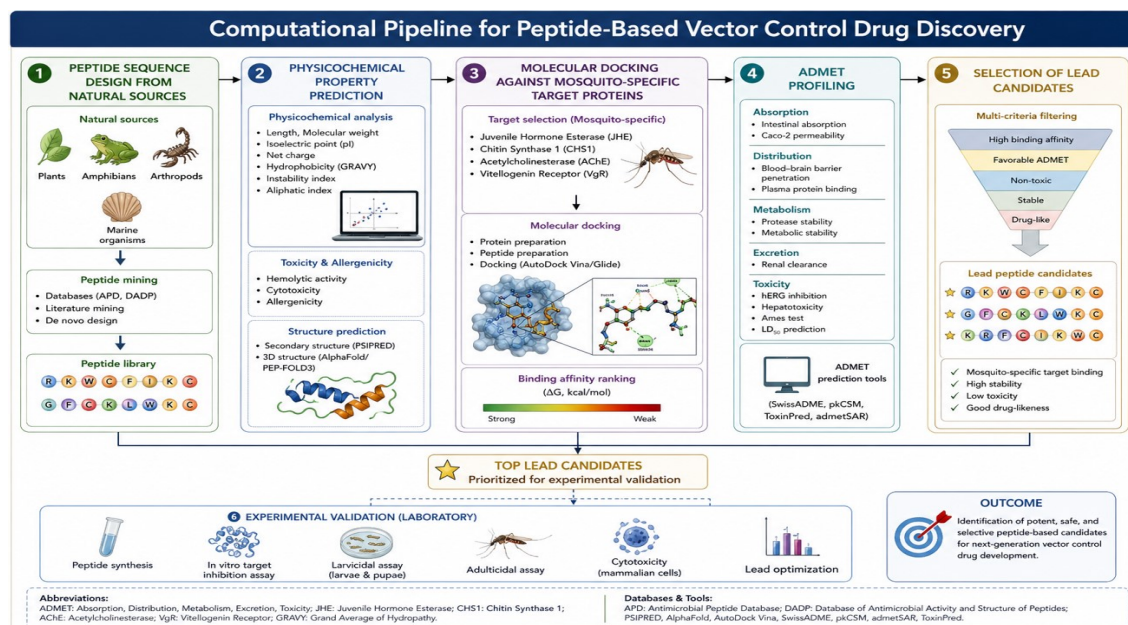 Computational Pipeline for Peptide-Based Vector Control Drug Discovery
1 PEPTIDE SEQUENCE
DESIGN FROM
NATURAL SOURCES
Natural sources
Plants Amphibians Arthropods
Marine
organisms
Peptide mining
• Databases (APD, DADP)
• Literature mining
• De novo design
Peptide library
R K W C F I K C
G F C K L W K C
2 PHYSICOCHEMICAL
PROPERTY
PREDICTION
Physicochemical analysis
• Length, Molecular weight
• Isoelectric point (pI)
• Net charge
• Hydrophobicity (GRAVY)
• Instability index
• Aliphatic index
Toxicity & Allergenicity
• Hemolytic activity
• Cytotoxicity
• Allergenicity
Structure prediction
• Secondary structure (PSIPRED)
• 3D structure (AlphaFold/
PEP-FOLD3)
3 MOLECULAR DOCKING
AGAINST MOSQUITO-SPECIFIC
TARGET PROTEINS
Target selection (Mosquito-specific)
• Juvenile Hormone Esterase (JHE)
• Chitin Synthase 1 (CHS1)
• Acetylcholinesterase (AChE)
• Vitellogenin Receptor (VgR)
Molecular docking
• Protein preparation
• Peptide preparation
• Docking (AutoDock Vina/Glide)
Binding affinity ranking
(ΔG, kcal/mol)
Strong Weak
4 ADMET
PROFILING
Absorption
• Intestinal absorption
• Caco-2 permeability
Distribution
• Blood–brain barrier
penetration
• Plasma protein binding
Metabolism
• Protease stability
• Metabolic stability
Excretion
• Renal clearance
Toxicity
• hERG inhibition
• Hepatotoxicity
• Ames test
• LD₅₀ prediction
ADMET
prediction tools
(SwissADME, pkCSM,
ToxinPred, admetSAR)
5 SELECTION OF LEAD
CANDIDATES
Multi-criteria filtering
High binding affinity
Favorable ADMET
Non-toxic
Stable
Drug-like
Lead peptide candidates
R K W C F I K C
G F C K L W K C
K R F C I K W C
✓ Mosquito-specific target binding
✓ High stability
✓ Low toxicity
✓ Good drug-likeness
TOP LEAD CANDIDATES
Prioritized for experimental validation
6 EXPERIMENTAL VALIDATION (LABORATORY)
Peptide synthesis
In vitro target
inhibition assay
Larvicidal assay
(larvae & pupae)
Adulticidal assay
Cytotoxicity
(mammalian cells)
Lead optimization
OUTCOME
Identification of potent, safe, and
selective peptide-based candidates
for next-generation vector control
drug development.
Abbreviations:
ADMET: Absorption, Distribution, Metabolism, Excretion, Toxicity; JHE: Juvenile Hormone Esterase; CHS1: Chitin Synthase 1;
AChE: Acetylcholinesterase; VgR: Vitellogenin Receptor; GRAVY: Grand Average of Hydropathy.
Databases & Tools:
APD: Antimicrobial Peptide Database; DADP: Database of Antimicrobial Activity and Structure of Peptides;
PSIPRED, AlphaFold, AutoDock Vina, SwissADME, pkCSM, admetSAR, ToxinPred.